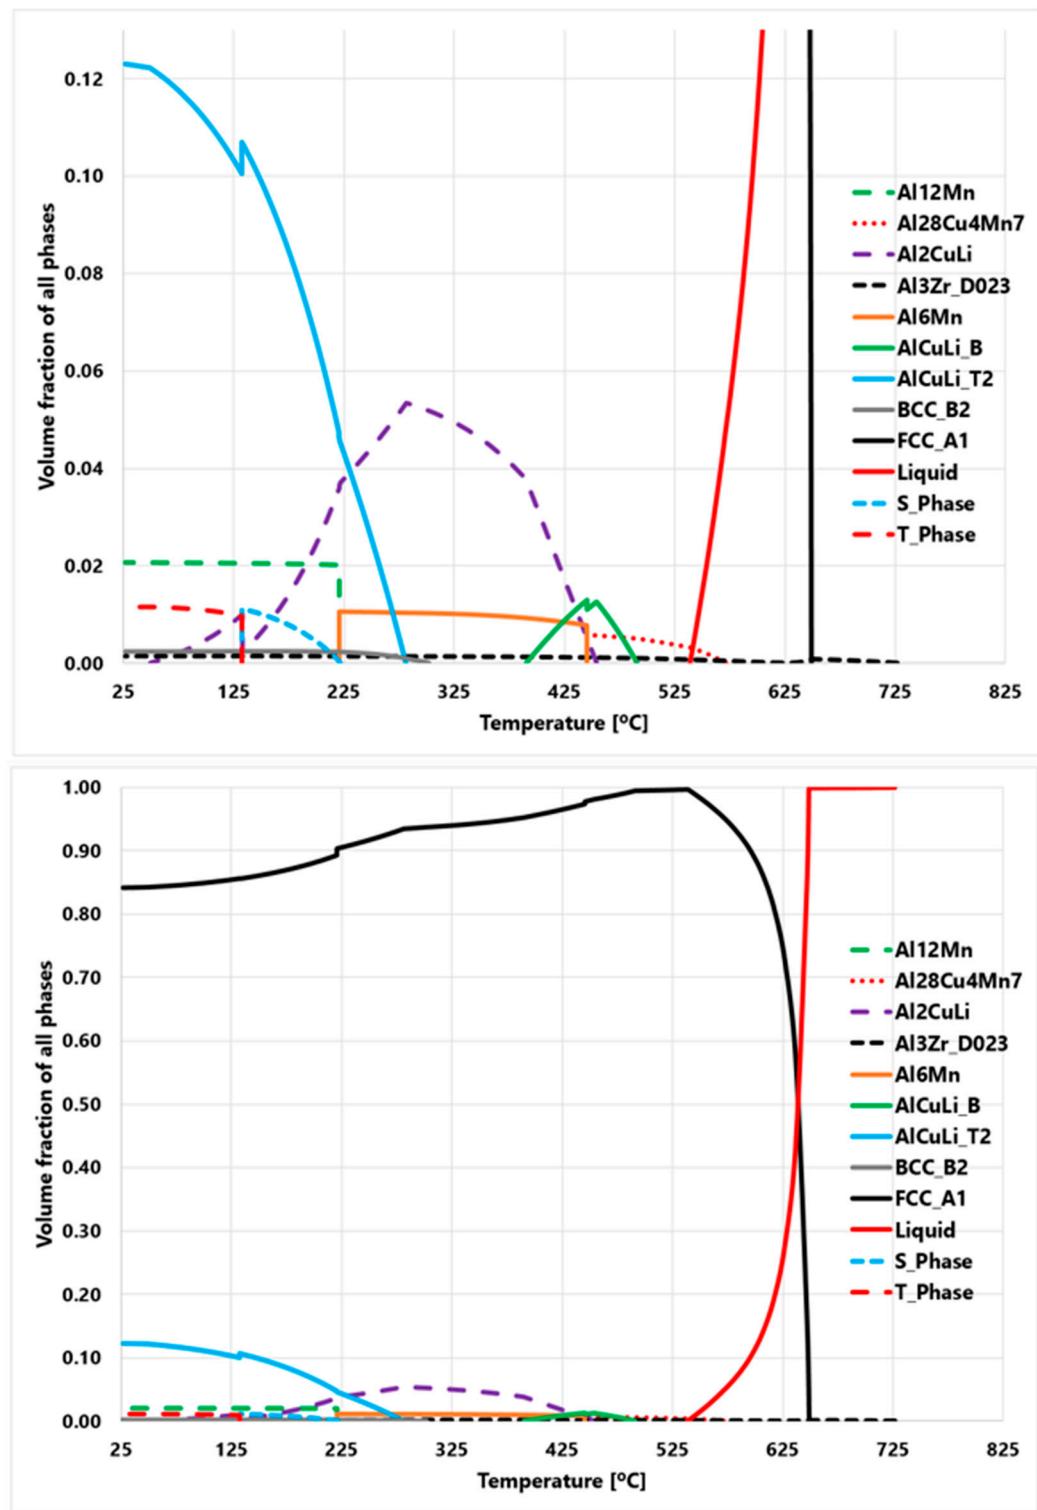 Volume fraction of all phases
0.12
0.10
0.08
0.06
0.04
0.02
0.00
25 125 225 325 425 525 625 725 825
Temperature [ºC]
Al12Mn
Al28Cu4Mn7
Al2CuLi
Al3Zr_D023
Al6Mn
AlCuLi_B
AlCuLi_T2
BCC_B2
FCC_A1
Liquid
S_Phase
T_Phase
Volume fraction of all phases
1.00
0.90
0.80
0.70
0.60
0.50
0.40
0.30
0.20
0.10
0.00
25 125 225 325 425 525 625 725 825
Temperature [ºC]
Al12Mn
Al28Cu4Mn7
Al2CuLi
Al3Zr_D023
Al6Mn
AlCuLi_B
AlCuLi_T2
BCC_B2
FCC_A1
Liquid
S_Phase
T_Phase